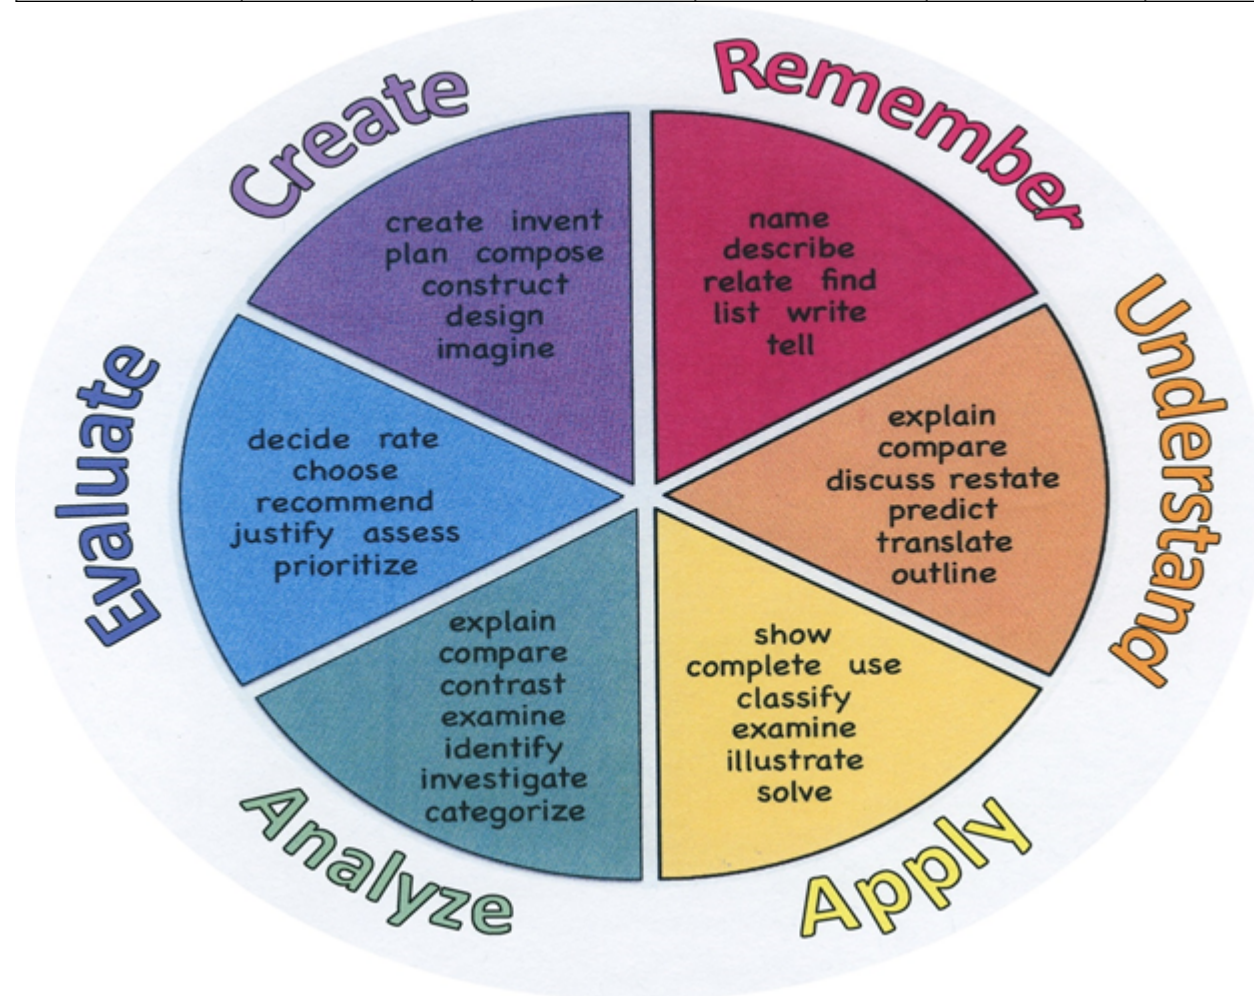 Remember
name
describe
relate find
list write
tell
Understand
explain
compare
discuss restate
predict
translate
outline
Apply
show
complete use
classify
examine
illustrate
solve
Analyze
explain
compare
contrast
examine
identify
investigate
categorize
Evaluate
decide rate
choose
recommend
justify assess
prioritize
Create
create invent
plan compose
construct
design
imagine